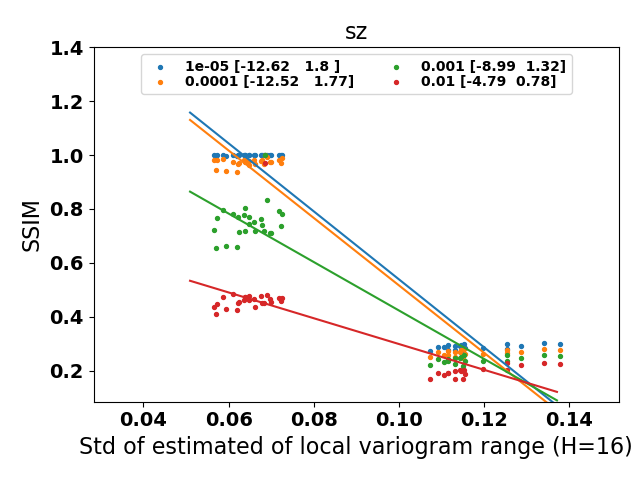 sz
1e-05 [-12.62 1.8 ]
0.0001 [-12.52 1.77]
0.001 [-8.99 1.32]
0.01 [-4.79 0.78]
SSIM
1.4
1.2
1.0
0.8
0.6
0.4
0.2
0.04 0.06 0.08 0.10 0.12 0.14
Std of estimated of local variogram range (H=16)